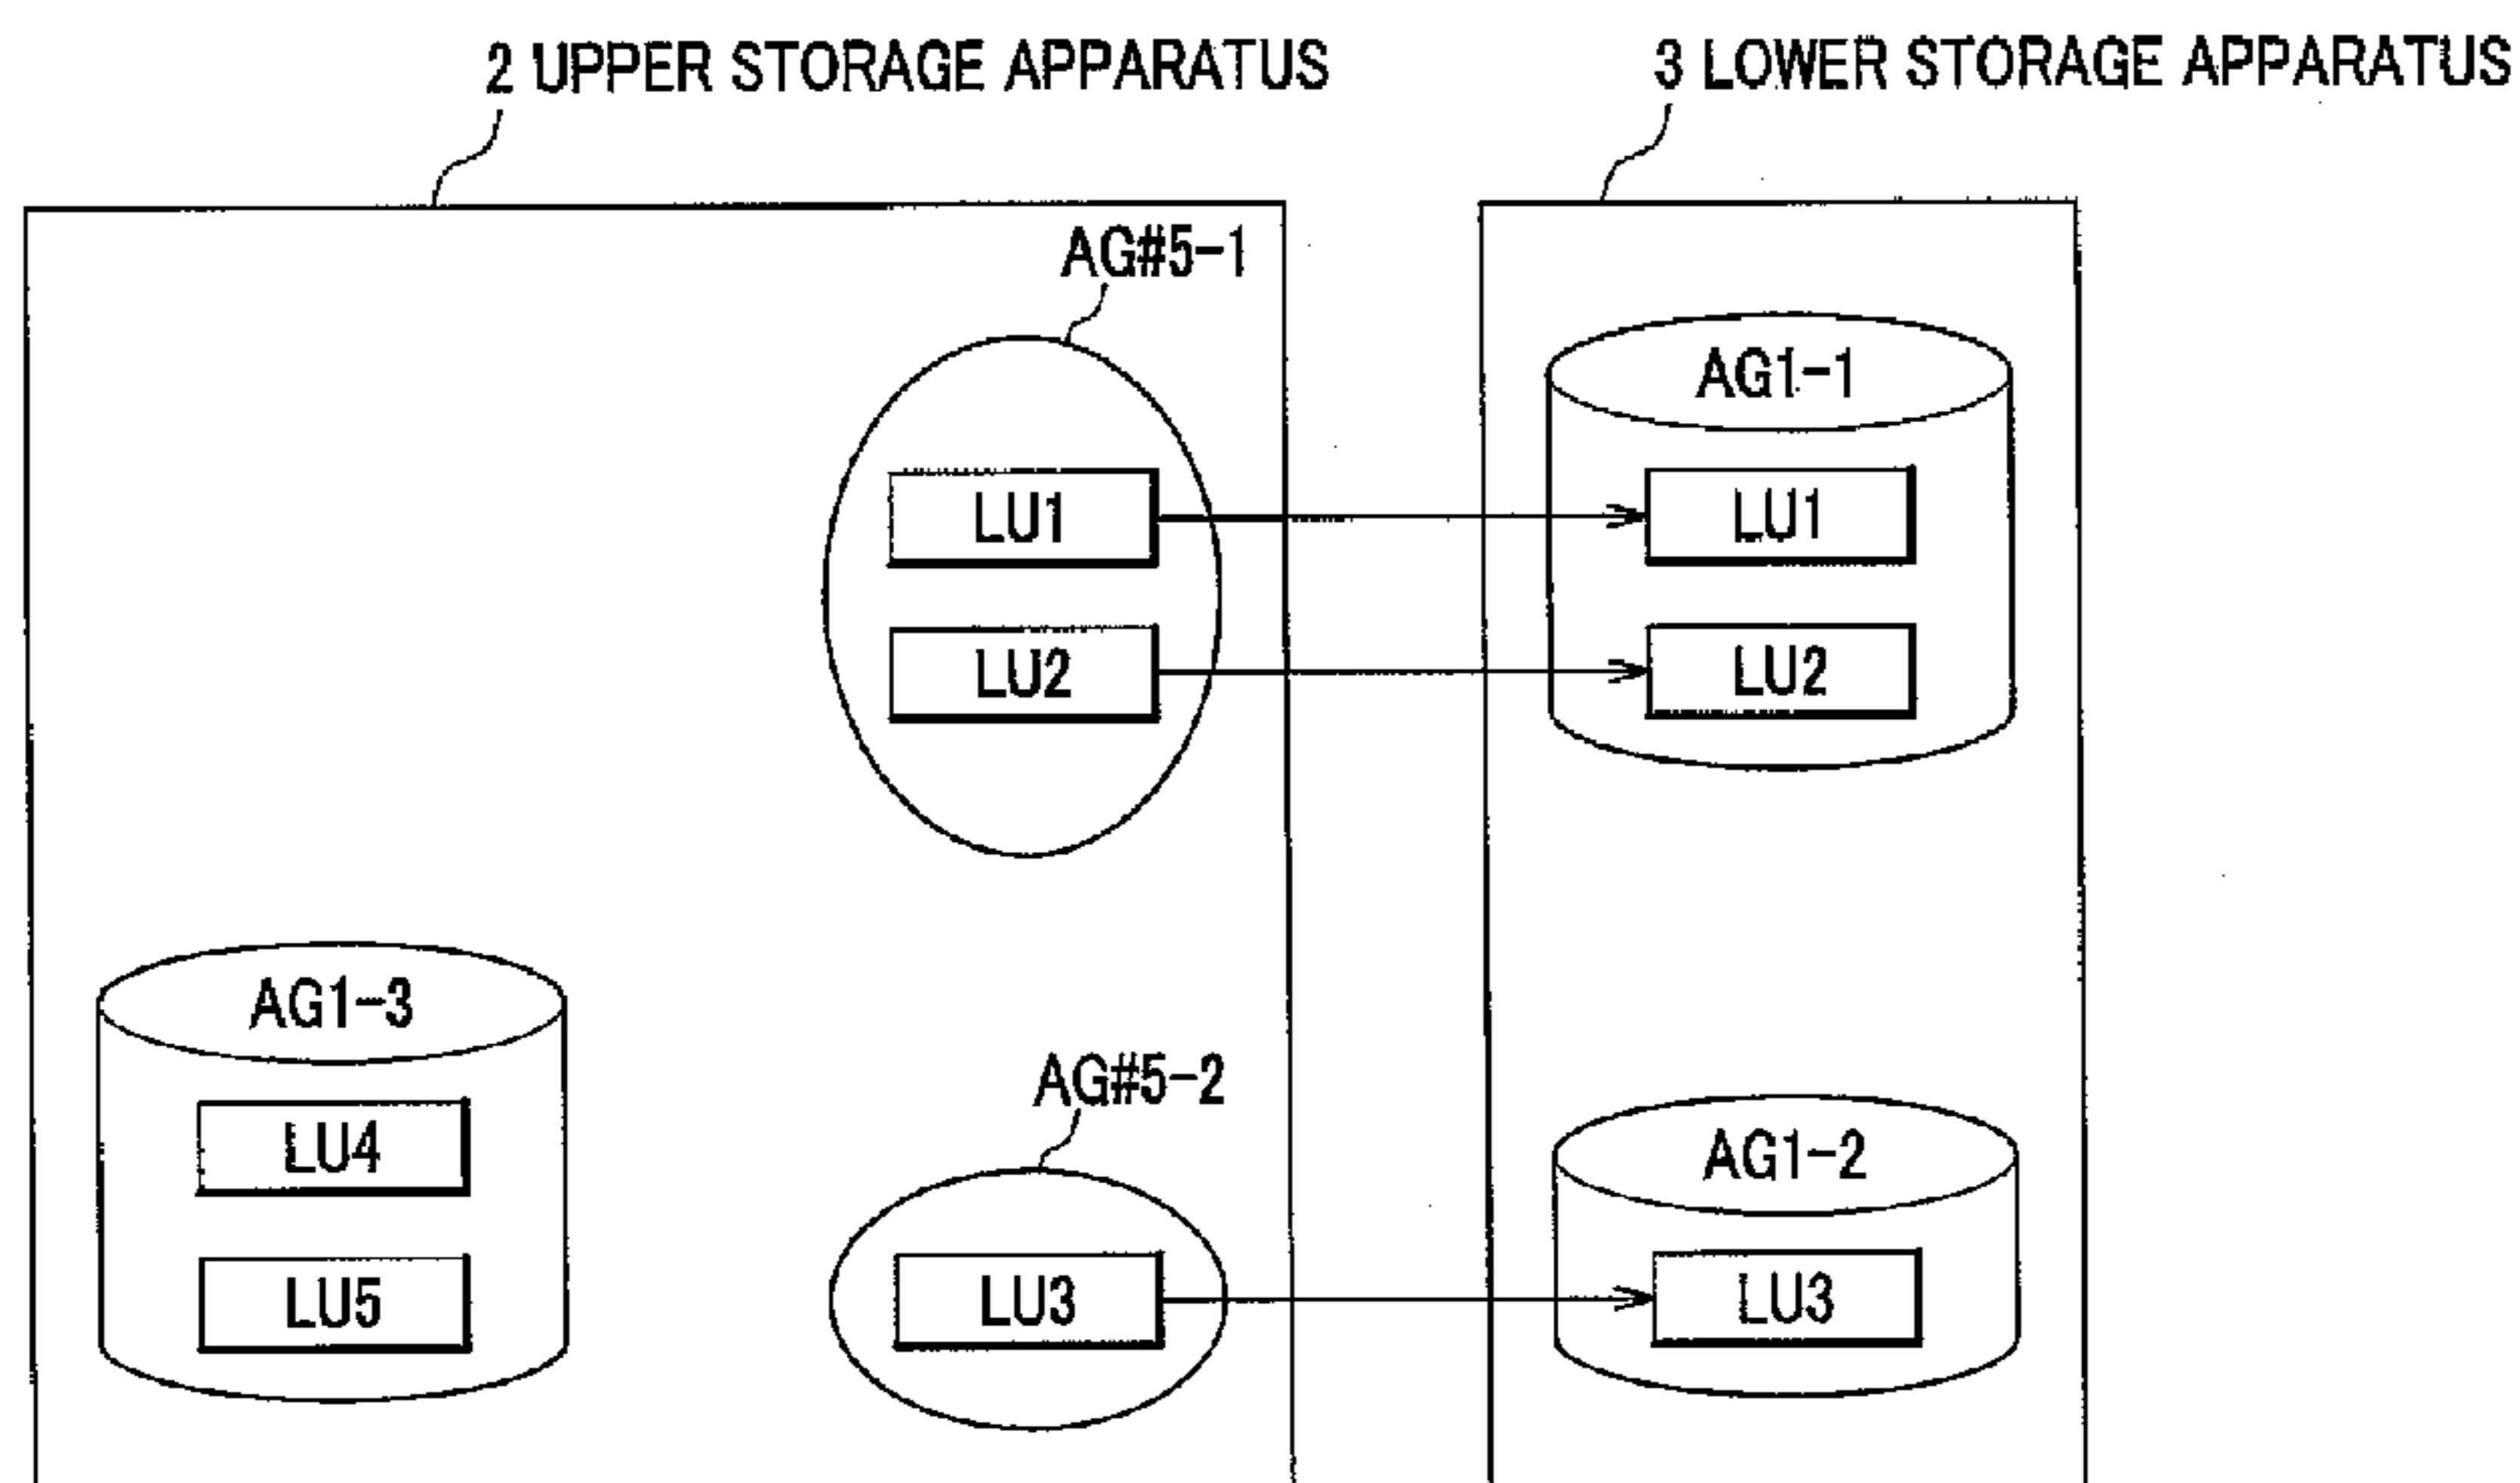 2 UPPER STORAGE APPARATUS
3 LOWER STORAGE APPARATUS
AG#5-1
AG1-1
LU1
LU1
LU2
LU2
AG1-3
AG#5-2
LU4
AG1-2
LU5
LU3
LU3